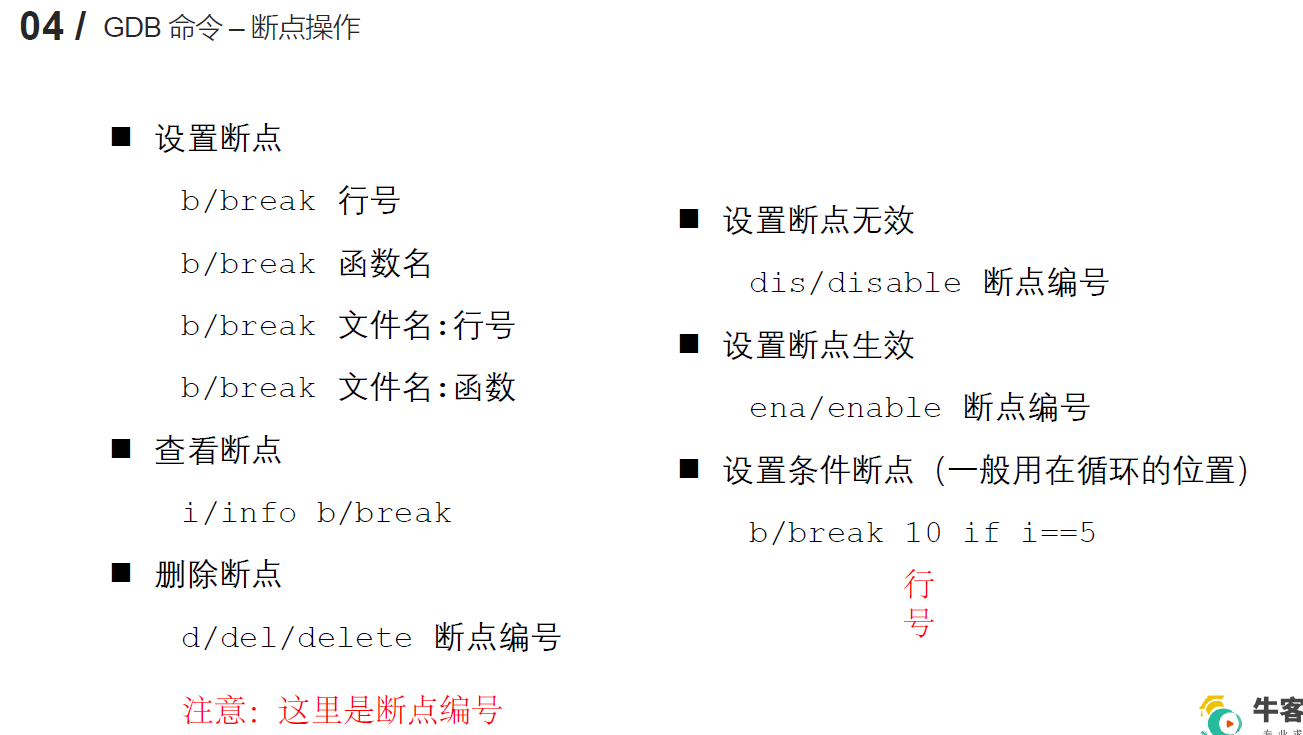 04 / GDB 命令 – 断点操作
■ 设置断点
b/break 行号
b/break 函数名
b/break 文件名:行号
b/break 文件名:函数
■ 查看断点
i/info b/break
■ 删除断点
d/del/delete 断点编号
注意：这里是断点编号
■ 设置断点无效
dis/disable 断点编号
■ 设置断点生效
ena/enable 断点编号
■ 设置条件断点（一般用在循环的位置）
b/break 10 if i==5
行
号
牛客